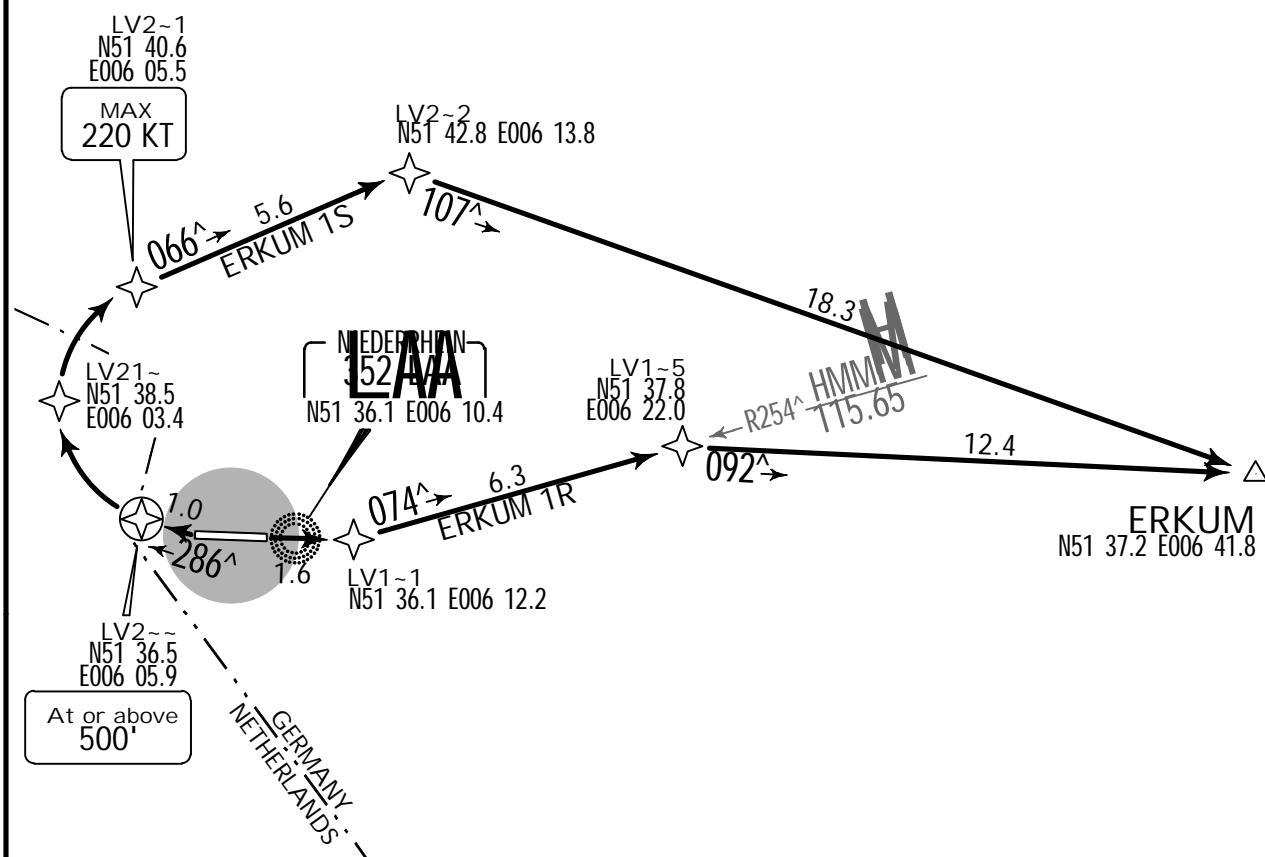 LV2~1
N51 40.6
E006 05.5
MAX
220 KT
LV2~2
N51 42.8 E006 13.8
066^
5.6
ERKUM 1S
107^
18.3
NIEDERRHEIN
352 LAA
LAA
N51 36.1 E006 10.4
LV21~
N51 38.5
E006 03.4
LV1~5
N51 37.8
E006 22.0
R254^
HMM
M
115.65
092^
12.4
074^
6.3
ERKUM 1R
1.0
286^
1.6
LV1~1
N51 36.1 E006 12.2
ERKUM
N51 37.2 E006 41.8
LV2~~
N51 36.5
E006 05.9
At or above
500'
GERMANY
NETHERLANDS